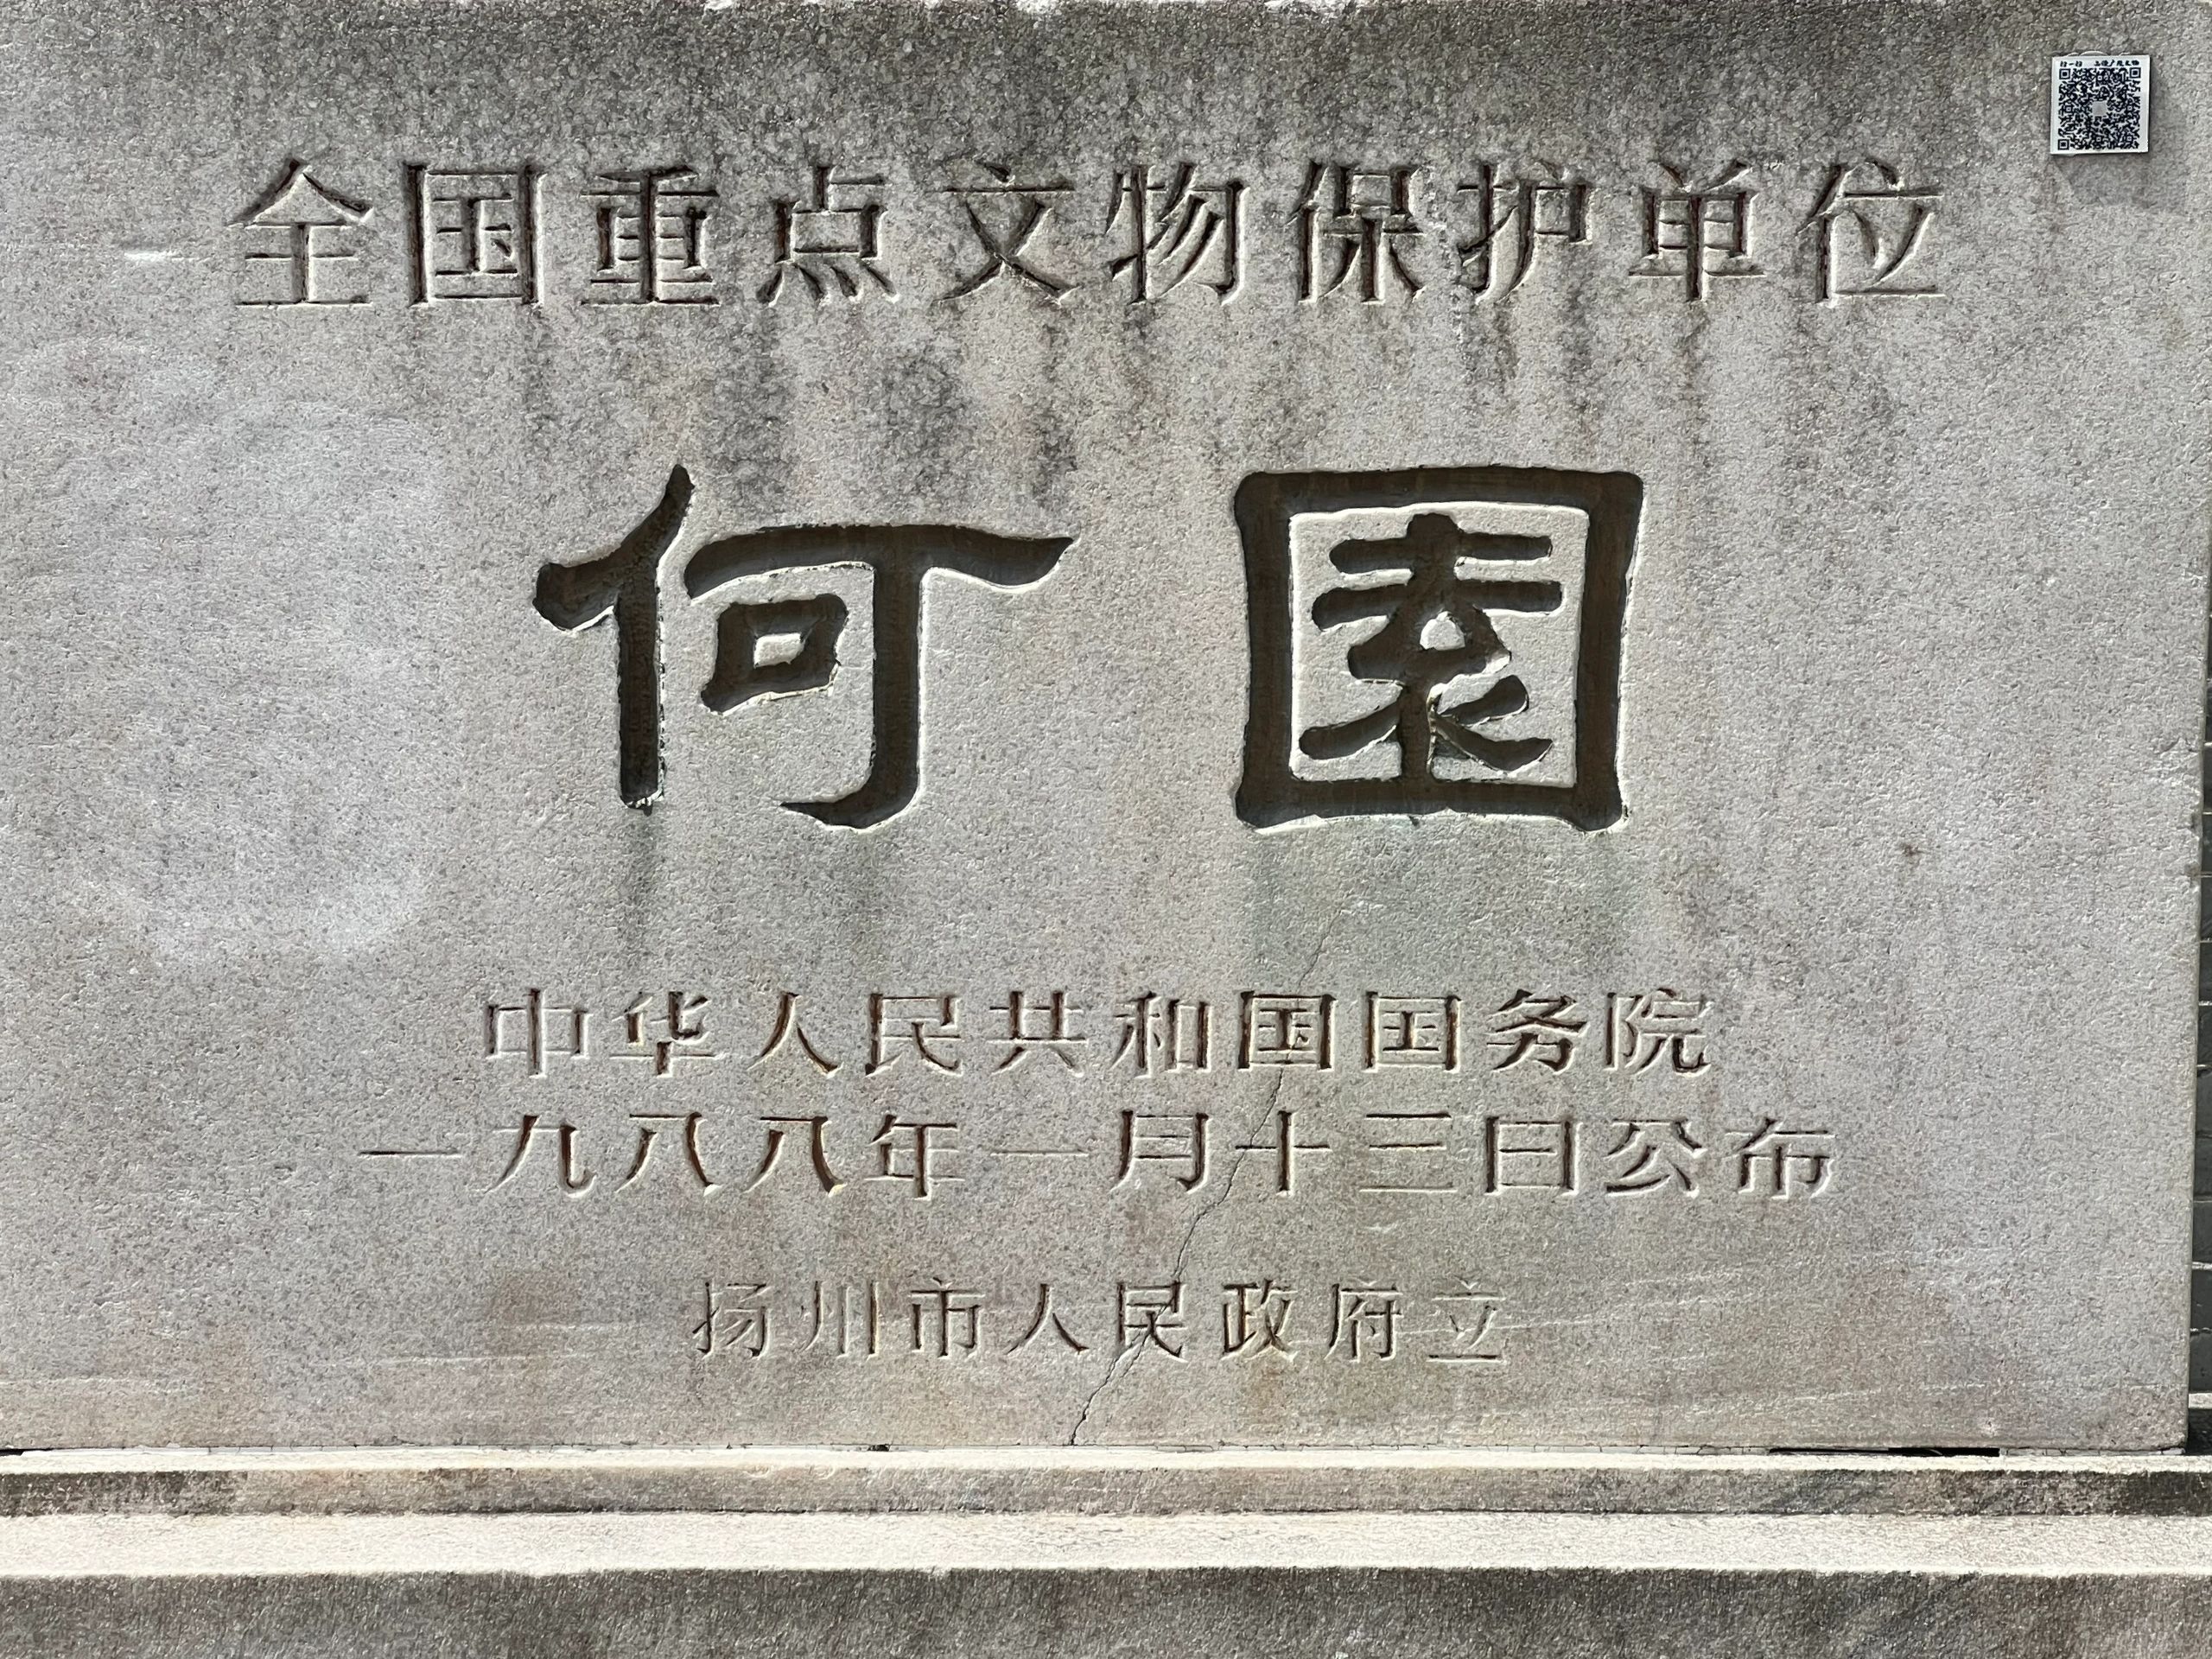 全国重点文物保护单位
何園
中华人民共和国国务院
一九八八年一月十三日公布
扬州市人民政府立